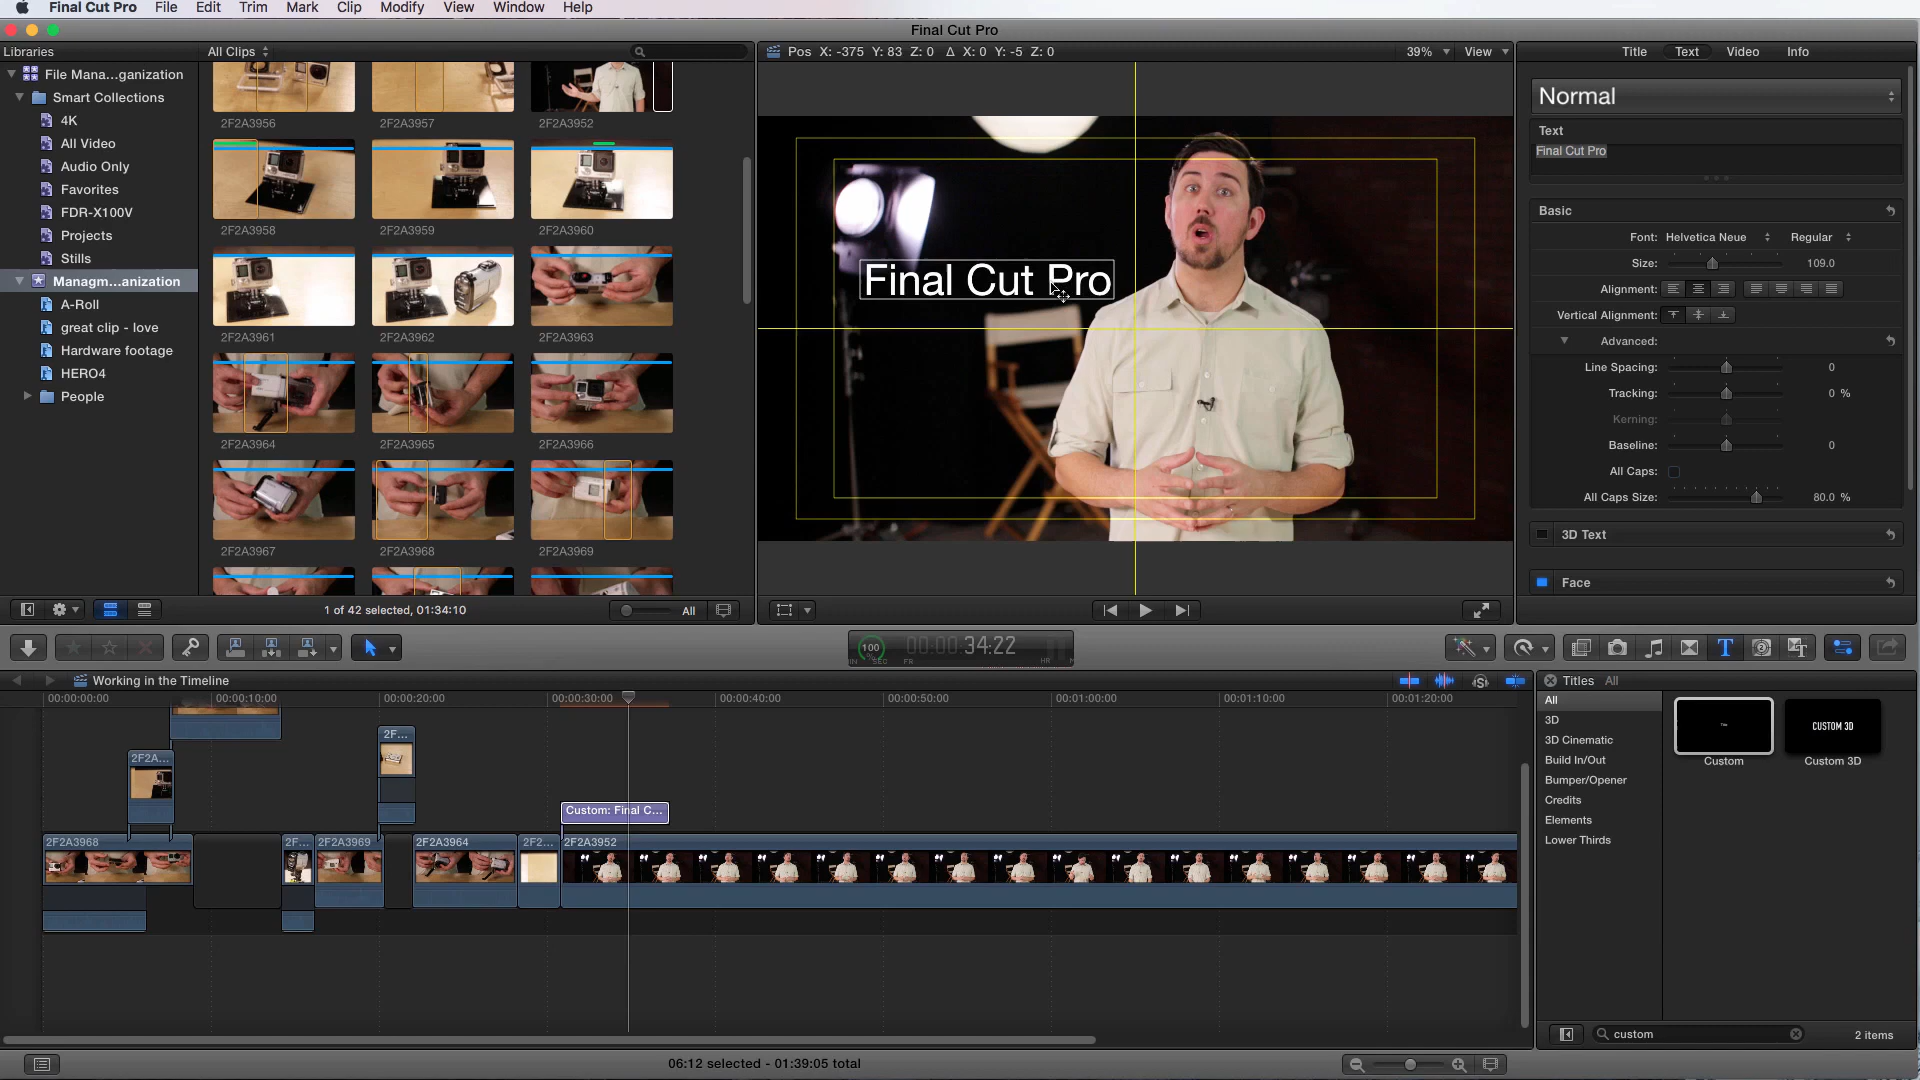 Final Cut Pro File Edit Trim Mark Clip Modify View Window Help
Final Cut Pro
Libraries All Clips
Pos X: -375 Y: 83 Z: 0 Δ X: 0 Y: -5 Z: 0 39% View
Title Text Video Info
File Mana...ganization
Smart Collections
4K
All Video
Audio Only
Favorites
FDR-X100V
Projects
Stills
Managm...anization
A-Roll
great clip - love
Hardware footage
HERO4
People
2F2A3956 2F2A3957 2F2A3952
2F2A3958 2F2A3959 2F2A3960
2F2A3961 2F2A3962 2F2A3963
2F2A3964 2F2A3965 2F2A3966
2F2A3967 2F2A3968 2F2A3969
1 of 42 selected, 01:34:10 All
Final Cut Pro
Normal
Text
Final Cut Pro
Basic
Font: Helvetica Neue Regular
Size: 109.0
Alignment:
Vertical Alignment:
Advanced:
Line Spacing: 0
Tracking: 0 %
Kerning:
Baseline: 0
All Caps:
All Caps Size: 80.0 %
3D Text
Face
100 00:00:34:22
Working in the Timeline
00:00:00:00 00:00:10:00 00:00:20:00 00:00:30:00 00:00:40:00 00:00:50:00 00:01:00:00 00:01:10:00 00:01:20:00
2F...
2F2A...
Custom: Final C...
2F2A3968 2F... 2F2A3969 2F2A3964 2F2... 2F2A3952
Titles All
All
3D
3D Cinematic
Build In/Out
Bumper/Opener
Credits
Elements
Lower Thirds
Title CUSTOM 3D
Custom Custom 3D
custom 2 items
06:12 selected - 01:39:05 total